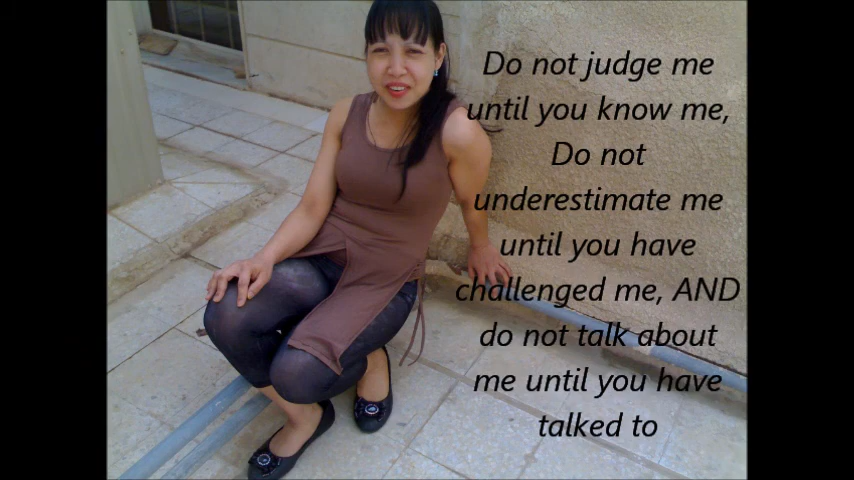 Do not judge me
until you know me,
Do not
underestimate me
until you have
challenged me, AND
do not talk about
me until you have
talked to